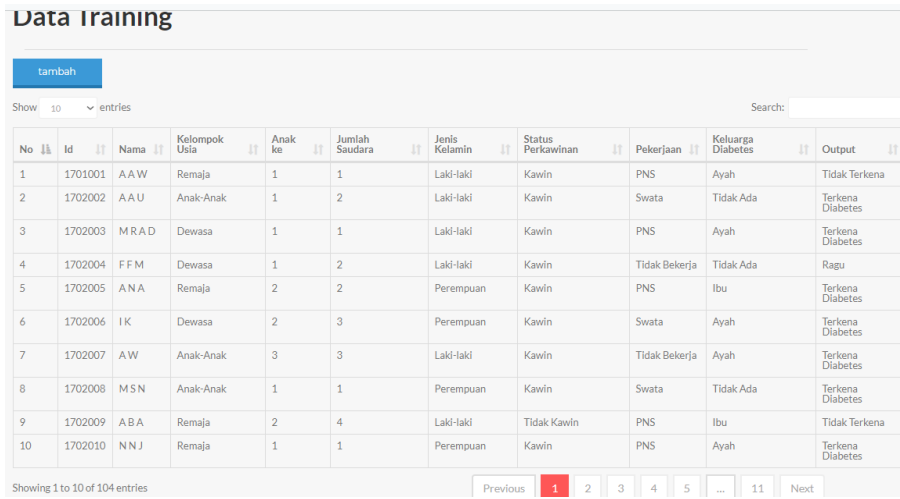 Data Training
tambah
Show 10 entries
Search:
No Id Nama Kelompok Usia Anak ke Jumlah Saudara Jenis Kelamin Status Perkawinan Pekerjaan Keluarga Diabetes Output
1 1701001 A A W Remaja 1 1 Laki-laki Kawin PNS Ayah Tidak Terkena
2 1702002 A A U Anak-Anak 1 2 Laki-laki Kawin Swata Tidak Ada Terkena Diabetes
3 1702003 M R A D Dewasa 1 1 Laki-laki Kawin PNS Ayah Terkena Diabetes
4 1702004 F F M Dewasa 1 2 Laki-laki Kawin Tidak Bekerja Tidak Ada Ragu
5 1702005 A N A Remaja 2 2 Perempuan Kawin PNS Ibu Terkena Diabetes
6 1702006 I K Dewasa 2 3 Perempuan Kawin Swata Ayah Terkena Diabetes
7 1702007 A W Anak-Anak 3 3 Laki-laki Kawin Tidak Bekerja Ayah Terkena Diabetes
8 1702008 M S N Anak-Anak 1 1 Perempuan Kawin Swata Tidak Ada Terkena Diabetes
9 1702009 A B A Remaja 2 4 Laki-laki Tidak Kawin PNS Ibu Tidak Terkena
10 1702010 N N J Remaja 1 1 Perempuan Kawin PNS Ayah Terkena Diabetes
Showing 1 to 10 of 104 entries
Previous 1 2 3 4 5 ... 11 Next